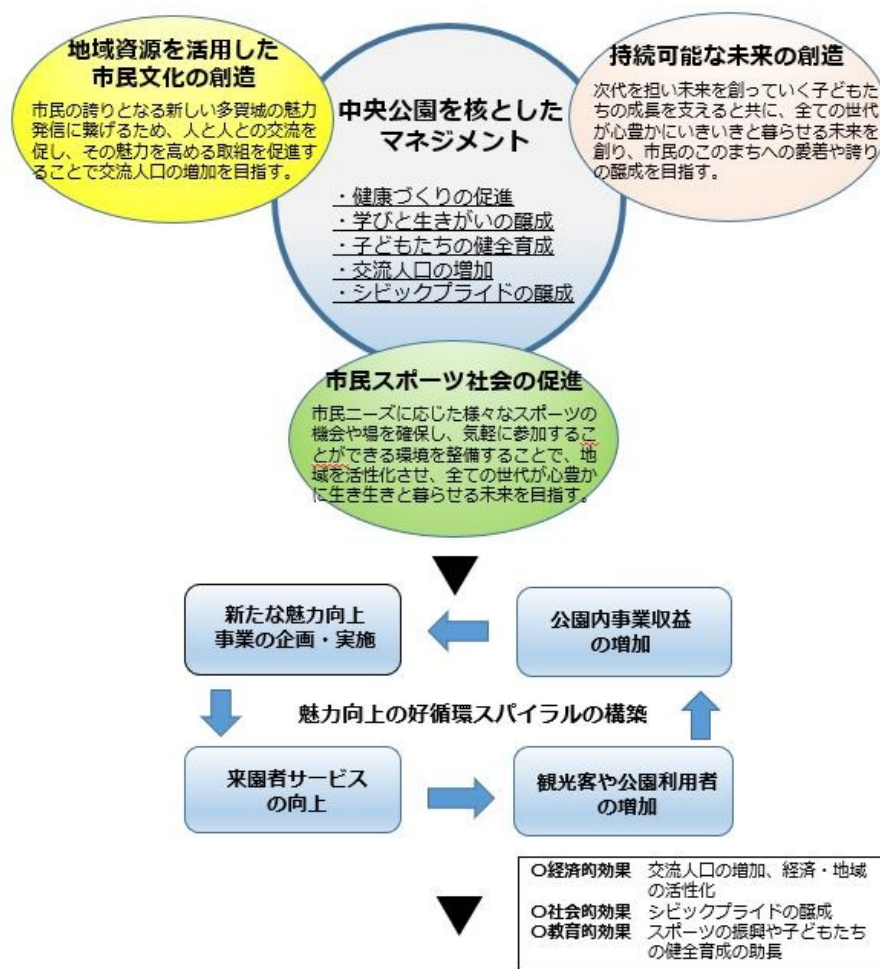 地域資源を活用した
市民文化の創造
市民の誇りとなる新しい多賀城の魅力
発信に繋げるため、人と人との交流を
促し、その魅力を高める取組を促進す
ることで交流人口の増加を目指す。
中央公園を核とした
マネジメント
・健康づくりの促進
・学びと生きがいの醸成
・子どもたちの健全育成
・交流人口の増加
・シビックプライドの醸成
持続可能な未来の創造
次代を担い未来を創っていく子どもた
ちの成長を支えると共に、全ての世代
が心豊かにいきいきと暮らせる未来を
創り、市民のこのまちへの愛着や誇り
の醸成を目指す。
市民スポーツ社会の促進
市民ニーズに応じた様々なスポーツの
機会や場を確保し、気軽に参加するこ
とができる環境を整備することで、地
域を活性化させ、全ての世代が心豊か
に生き生きと暮らせる未来を目指す。
新たな魅力向上
事業の企画・実施
公園内事業収益
の増加
魅力向上の好循環スパイラルの構築
来園者サービス
の向上
観光客や公園利用者
の増加
〇経済的効果 交流人口の増加、経済・地域
の活性化
〇社会的効果 シビックプライドの醸成
〇教育的効果 スポーツの振興や子どもたち
の健全育成の助長